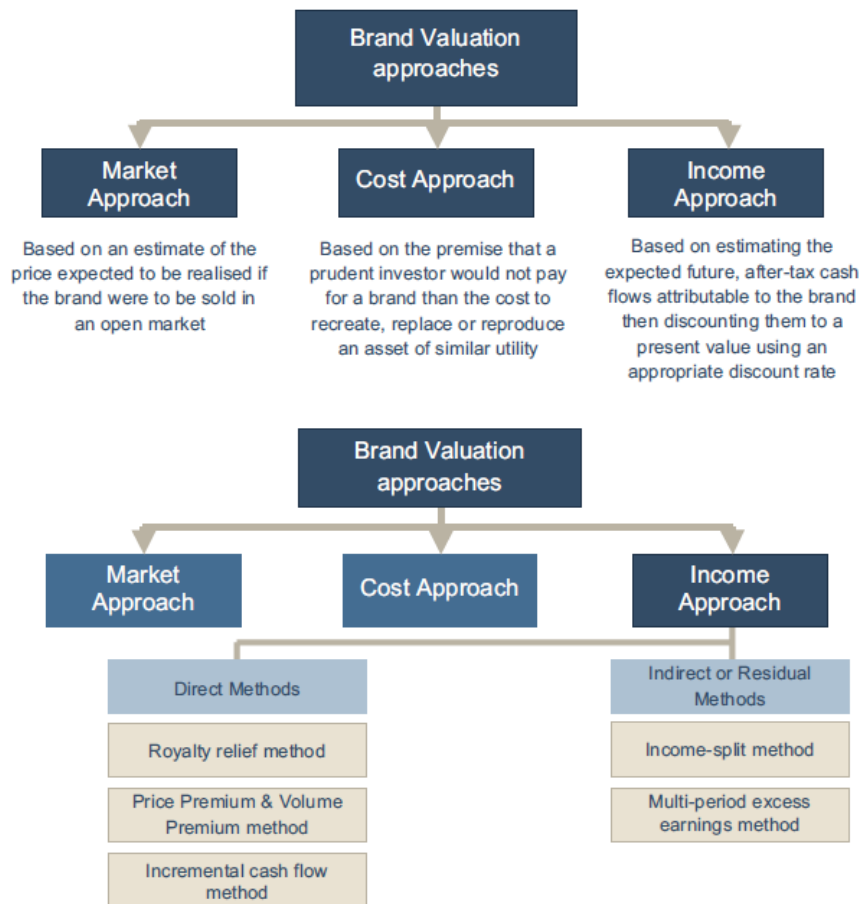 Brand Valuation
approaches
Market
Approach
Cost Approach
Income
Approach
Based on an estimate of the
price expected to be realised if
the brand were to be sold in
an open market
Based on the premise that a
prudent investor would not pay
for a brand than the cost to
recreate, replace or reproduce
an asset of similar utility
Based on estimating the
expected future, after-tax cash
flows attributable to the brand
then discounting them to a
present value using an
appropriate discount rate
Brand Valuation
approaches
Market
Approach
Cost Approach
Income
Approach
Direct Methods
Royalty relief method
Price Premium & Volume
Premium method
Incremental cash flow
method
Indirect or Residual
Methods
Income-split method
Multi-period excess
earnings method